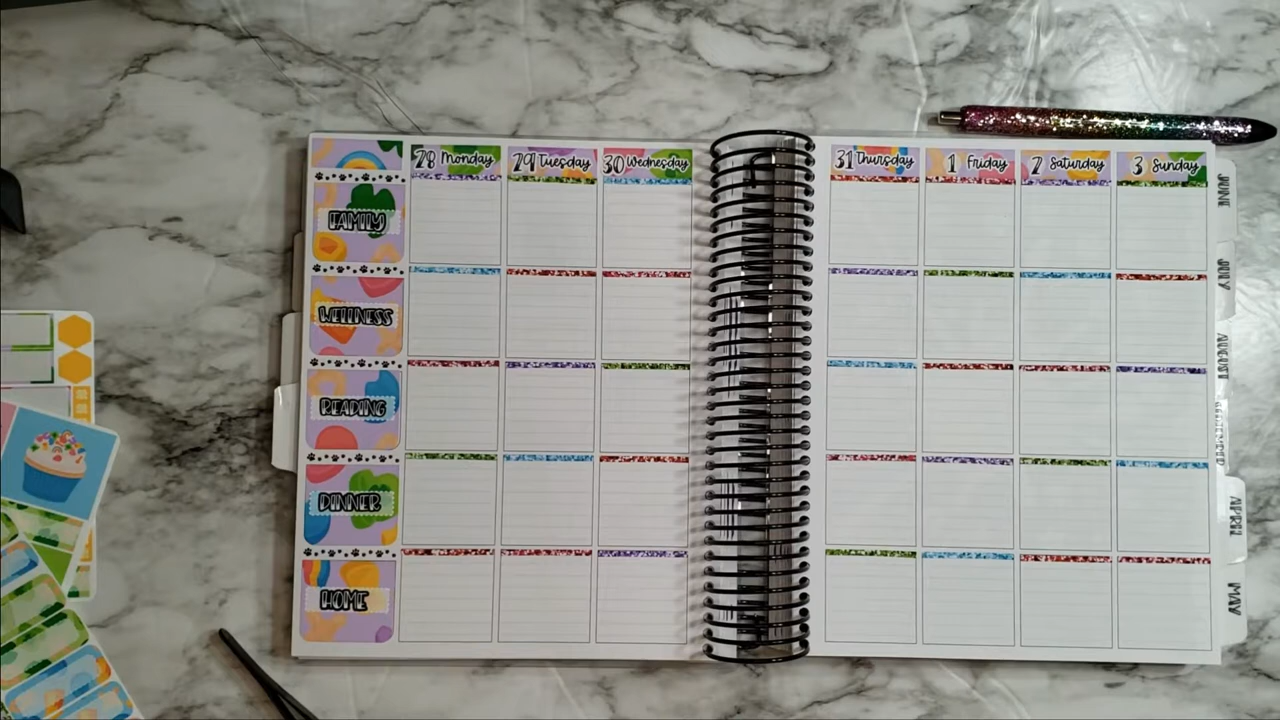 28 Monday
29 Tuesday
30 Wednesday
31 Thursday
1 Friday
2 Saturday
3 Sunday
FAMILY
WELLNESS
READING
DINNER
HOME
JUNE
JULY
AUGUST
APRIL
MAY